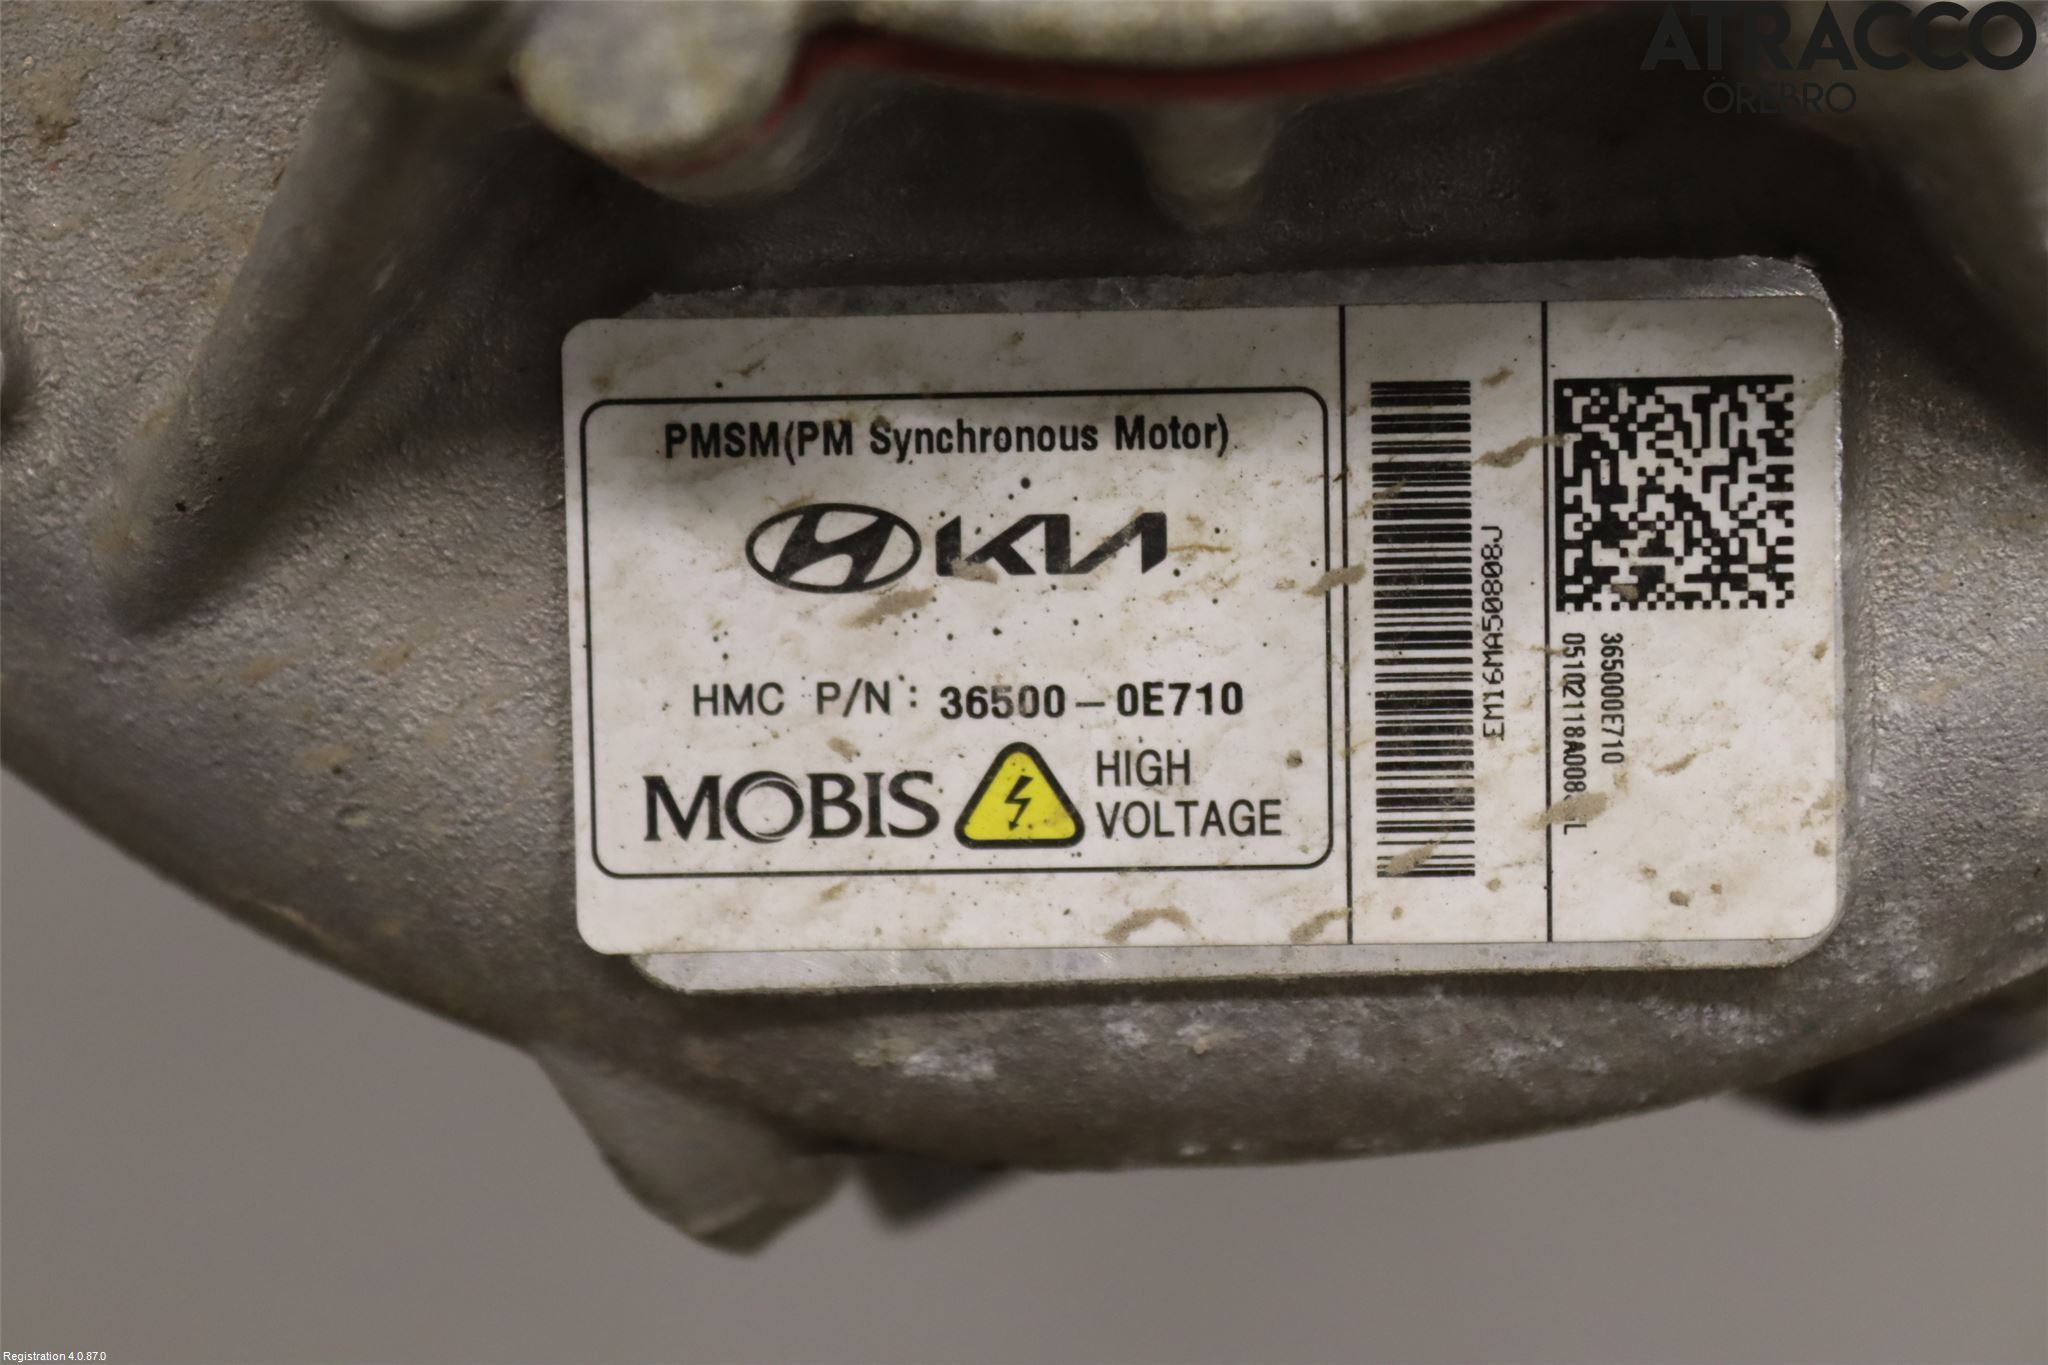 ATRACCO
ÖREBRO
PMSM(PM Synchronous Motor)
KIA
HMC P/N : 36500-0E710
MOBIS
HIGH
VOLTAGE
EM16MA50808J
365000E710
Registration 4.0.87.0